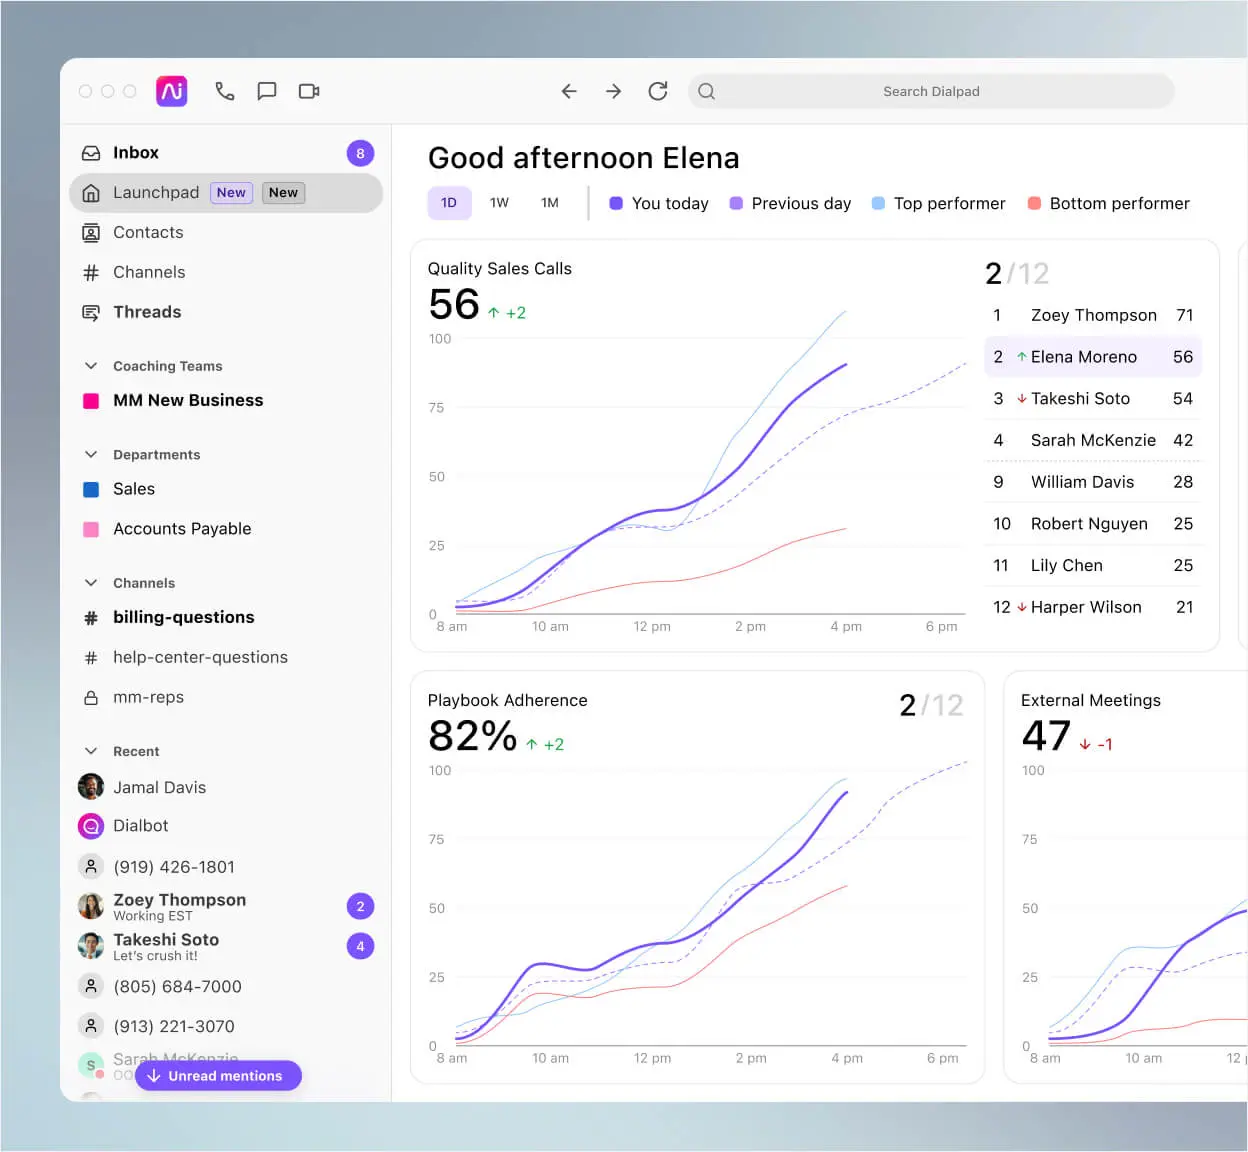 Search Dialpad
Inbox 8
Launchpad New New
Contacts
Channels
Threads
Coaching Teams
MM New Business
Departments
Sales
Accounts Payable
Channels
# billing-questions
# help-center-questions
mm-reps
Recent
Jamal Davis
Dialbot
(919) 426-1801
Zoey Thompson 2
Working EST
Takeshi Soto 4
Let's crush it!
(805) 684-7000
(913) 221-3070
S Sarah McKenzie
Unread mentions
Good afternoon Elena
1D 1W 1M You today Previous day Top performer Bottom performer
Quality Sales Calls
56 ↑ +2
100
75
50
25
0
8 am 10 am 12 pm 2 pm 4 pm 6 pm
2/12
1 Zoey Thompson 71
2 ↑ Elena Moreno 56
3 ↓ Takeshi Soto 54
4 Sarah McKenzie 42
9 William Davis 28
10 Robert Nguyen 25
11 Lily Chen 25
12 ↓ Harper Wilson 21
Playbook Adherence
82% ↑ +2
2/12
100
75
50
25
0
8 am 10 am 12 pm 2 pm 4 pm 6 pm
External Meetings
47 ↓ -1
100
75
50
25
0
8 am 10 am 12